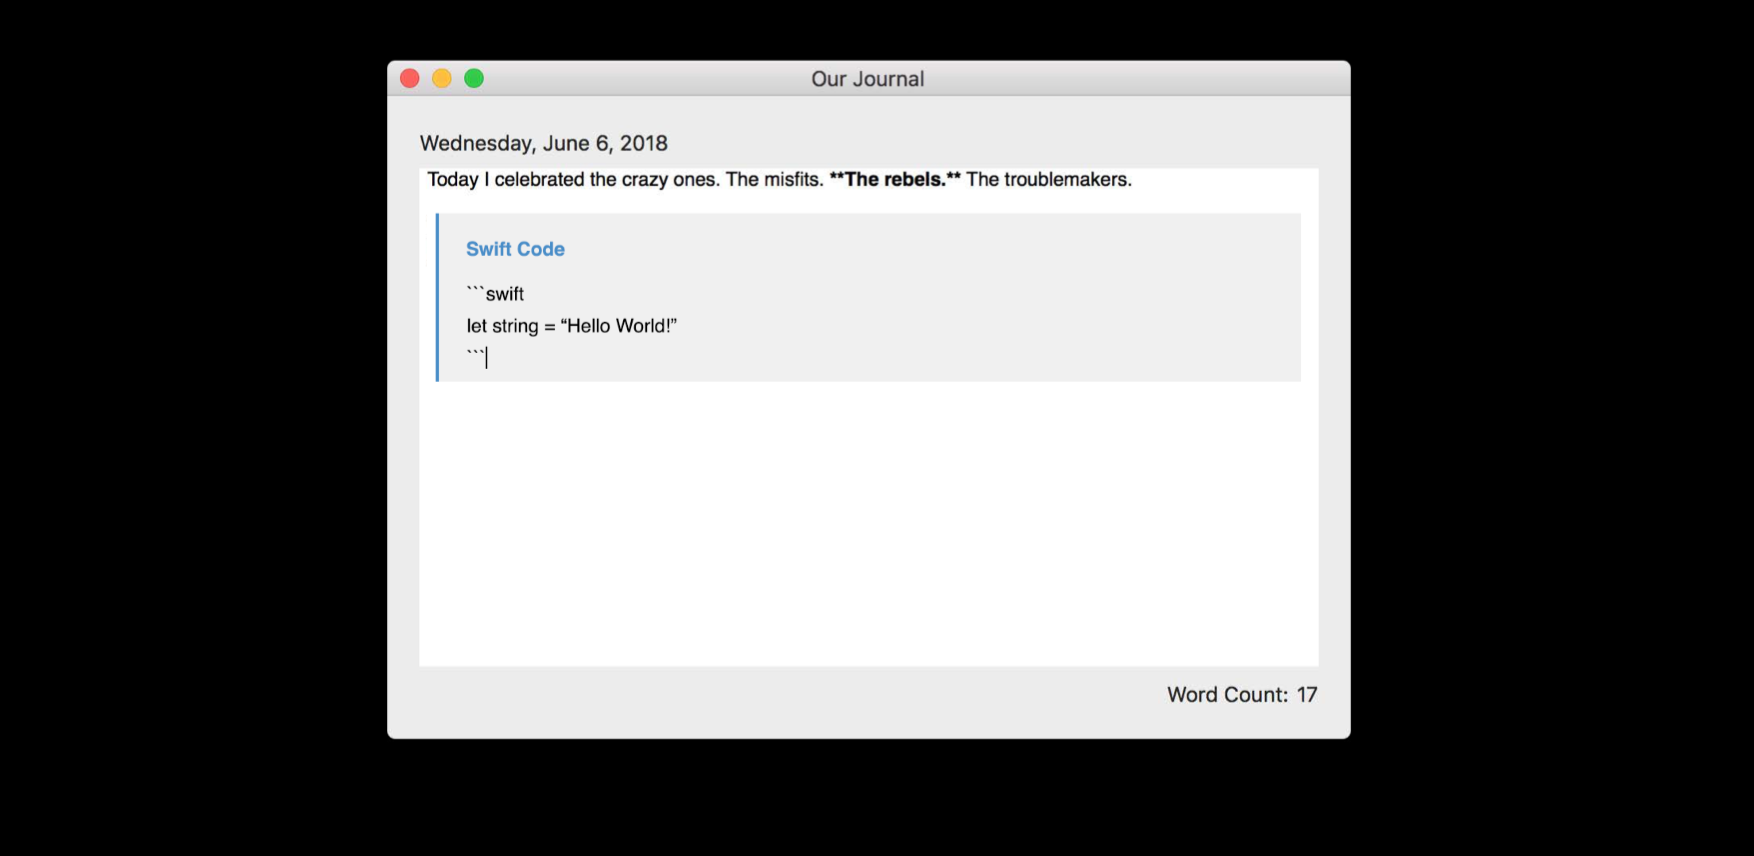 Our Journal
Wednesday, June 6, 2018
Today I celebrated the crazy ones. The misfits. **The rebels.** The troublemakers.
Swift Code
```swift
let string = “Hello World!”
```
Word Count: 17